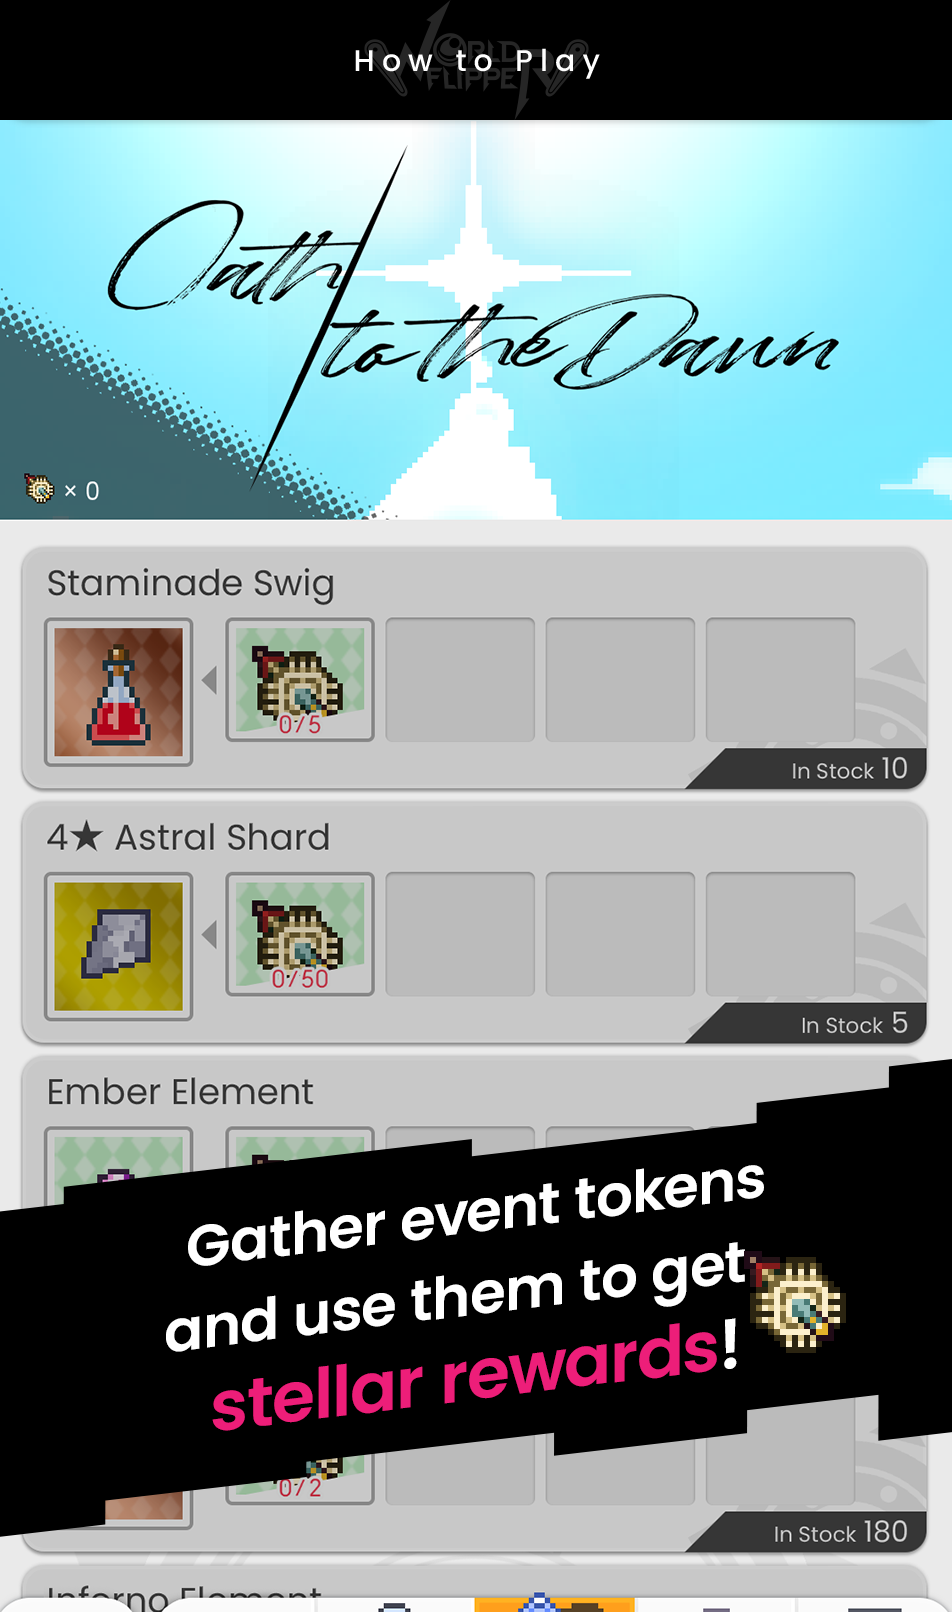 How to Play
WORLD
FLIPPER
Oath
to the Dawn
× 0
Staminade Swig
0/5
In Stock 10
4★ Astral Shard
0/50
In Stock 5
Ember Element
Gather event tokens
and use them to get
stellar rewards!
0/2
In Stock 180
Inferno Element